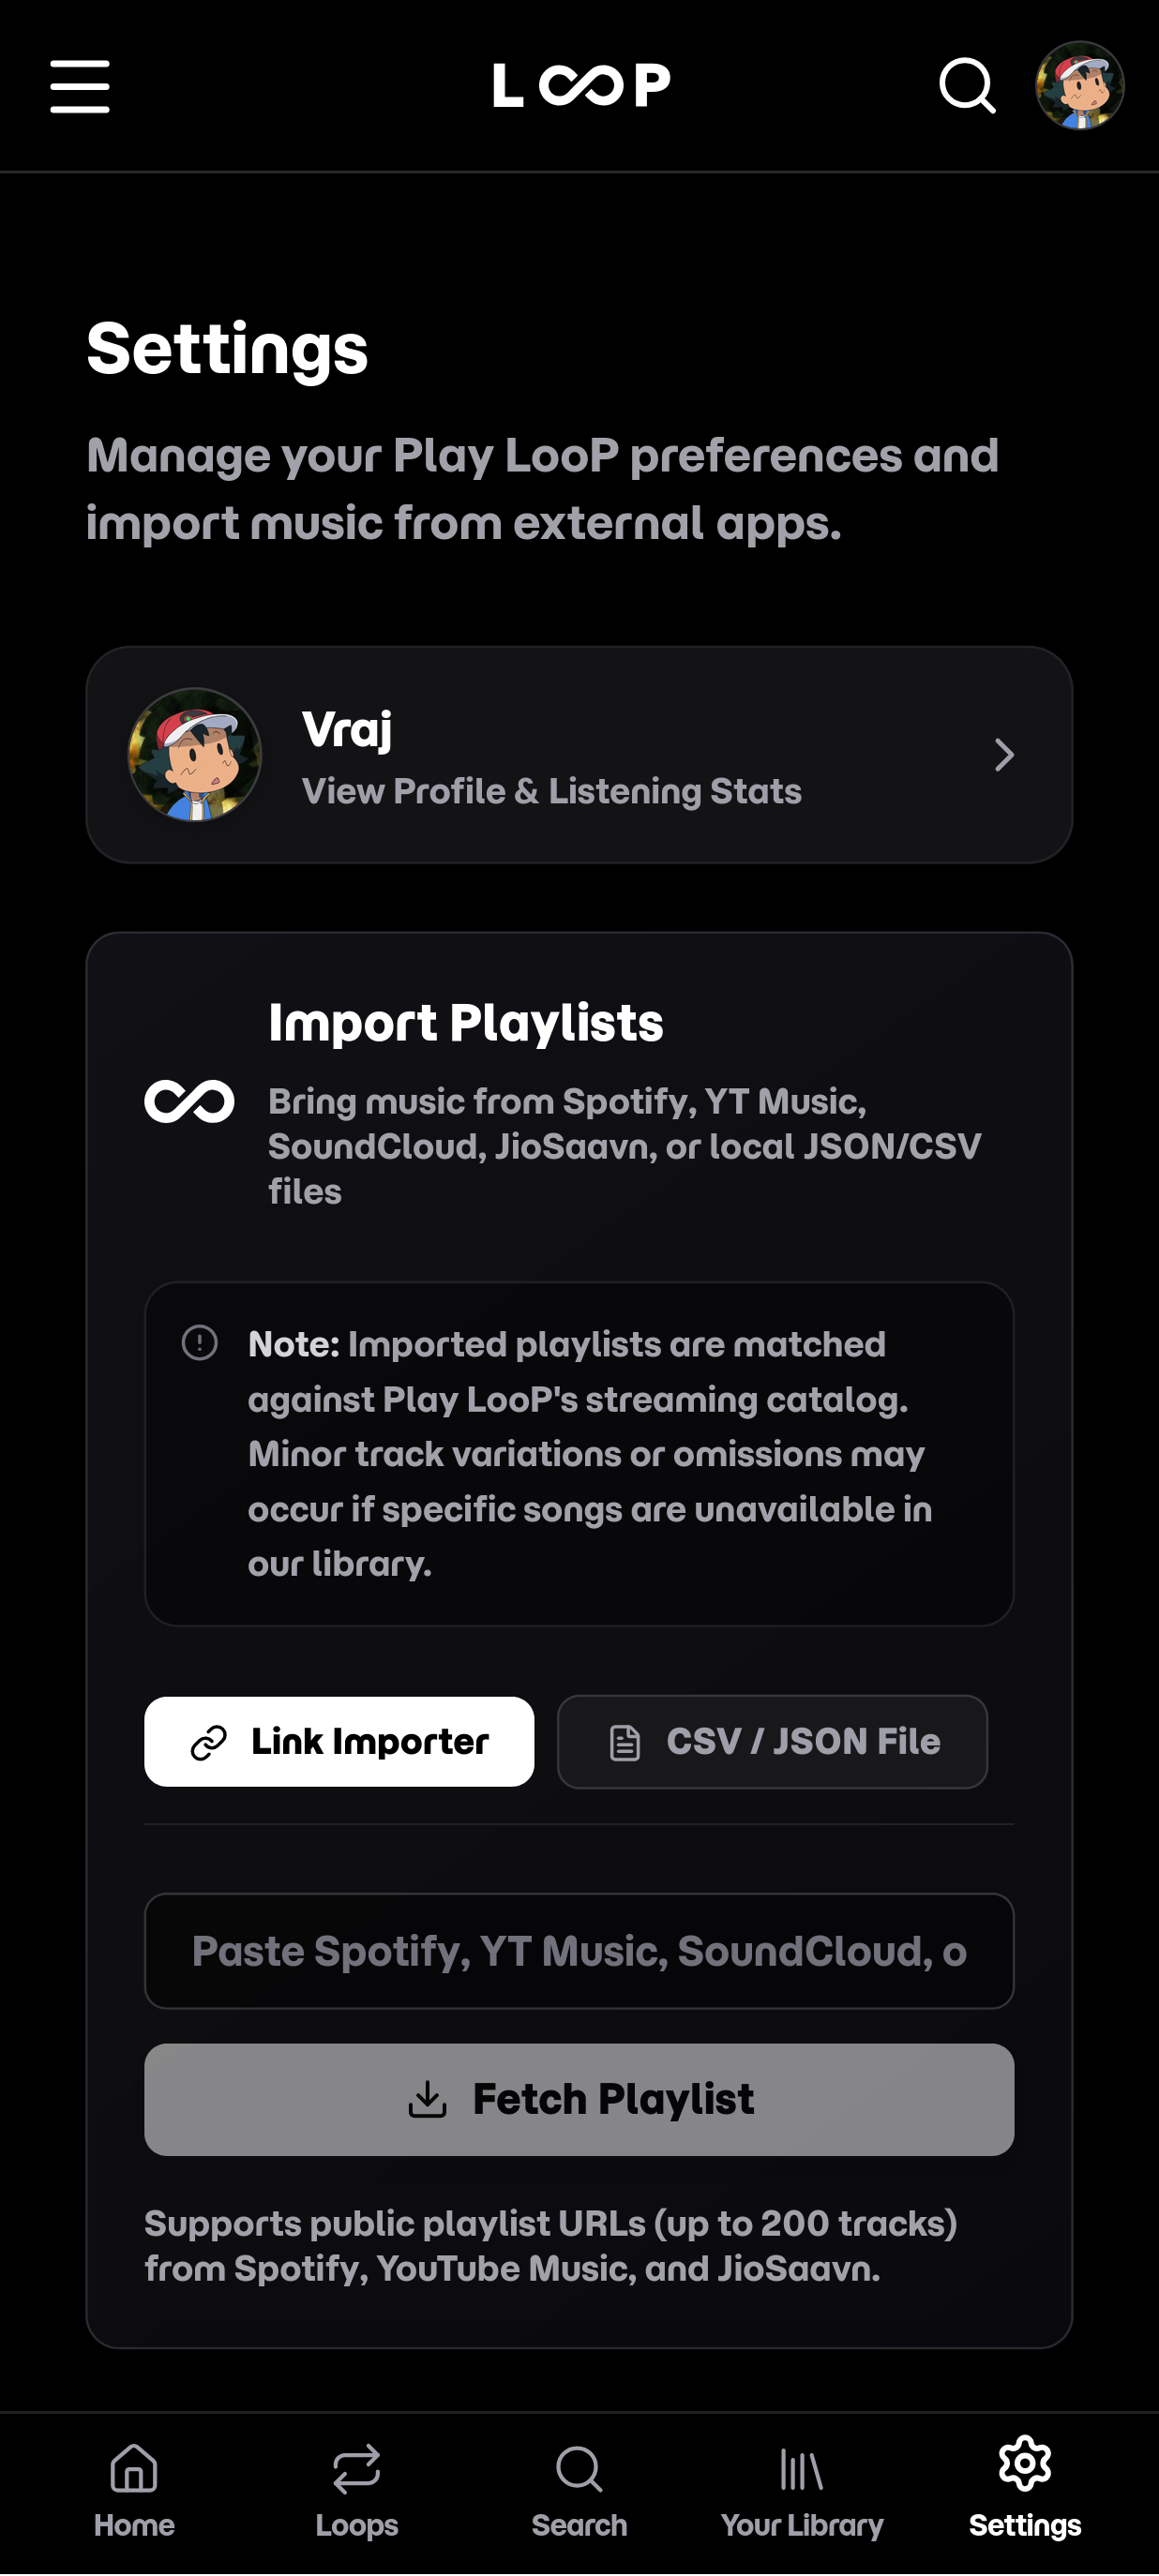 LOOP
Settings
Manage your Play LooP preferences and
import music from external apps.
Vraj
View Profile & Listening Stats
Import Playlists
Bring music from Spotify, YT Music,
SoundCloud, JioSaavn, or local JSON/CSV
files
Note: Imported playlists are matched
against Play LooP's streaming catalog.
Minor track variations or omissions may
occur if specific songs are unavailable in
our library.
Link Importer
CSV / JSON File
Paste Spotify, YT Music, SoundCloud, o
Fetch Playlist
Supports public playlist URLs (up to 200 tracks)
from Spotify, YouTube Music, and JioSaavn.
Home
Loops
Search
Your Library
Settings